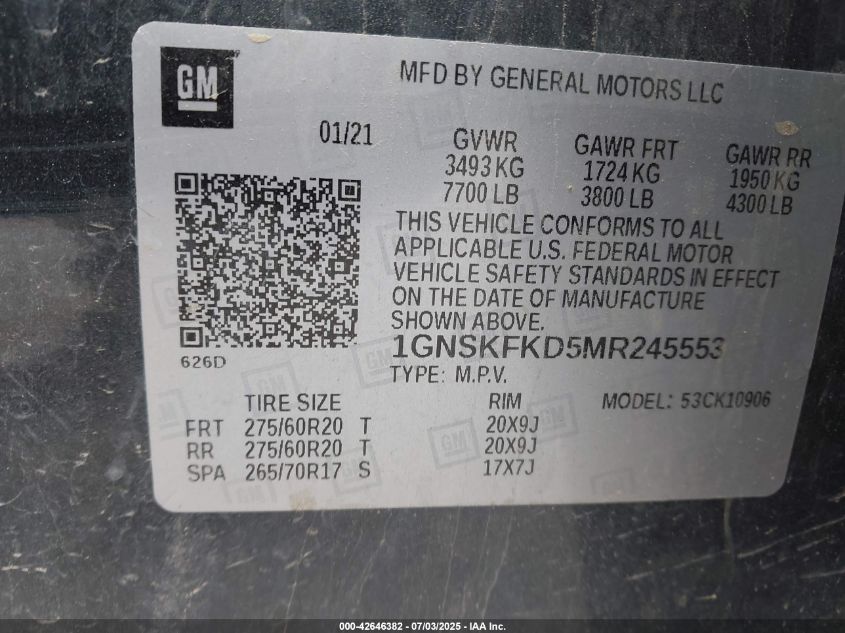 GM
MFD BY GENERAL MOTORS LLC
01/21
GVWR
3493 KG
7700 LB
GAWR FRT
1724 KG
3800 LB
GAWR RR
1950 KG
4300 LB
THIS VEHICLE CONFORMS TO ALL
APPLICABLE U.S. FEDERAL MOTOR
VEHICLE SAFETY STANDARDS IN EFFECT
ON THE DATE OF MANUFACTURE
SHOWN ABOVE.
626D
1GNSKFKD5MR245553
TYPE: M.P.V.
TIRE SIZE RIM MODEL: 53CK10906
FRT 275/60R20 T 20X9J
RR 275/60R20 T 20X9J
SPA 265/70R17 S 17X7J
000-42646382 - 07/03/2025 - IAA Inc.